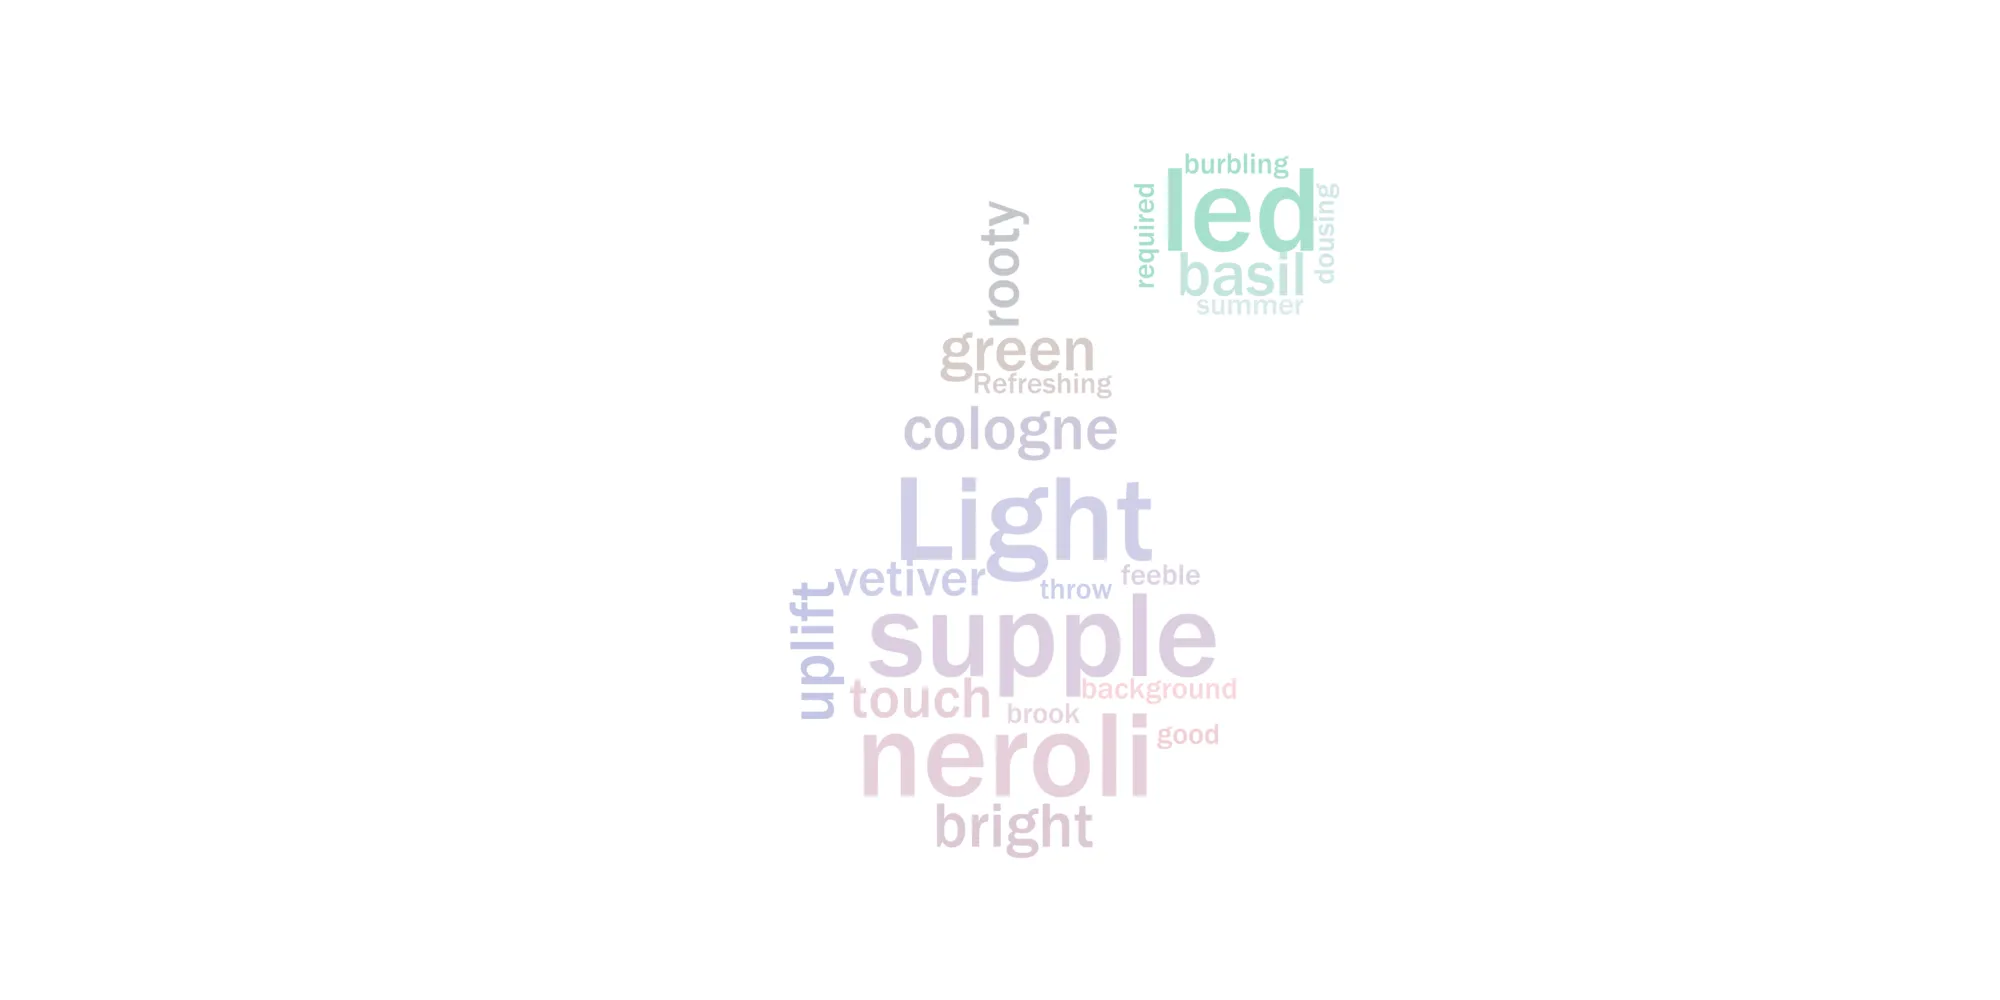 burbling
led
required
dousing
basil
summer
rooty
green
Refreshing
cologne
Light
vetiver
throw
feeble
uplift
supple
touch
background
brook
neroli
good
bright